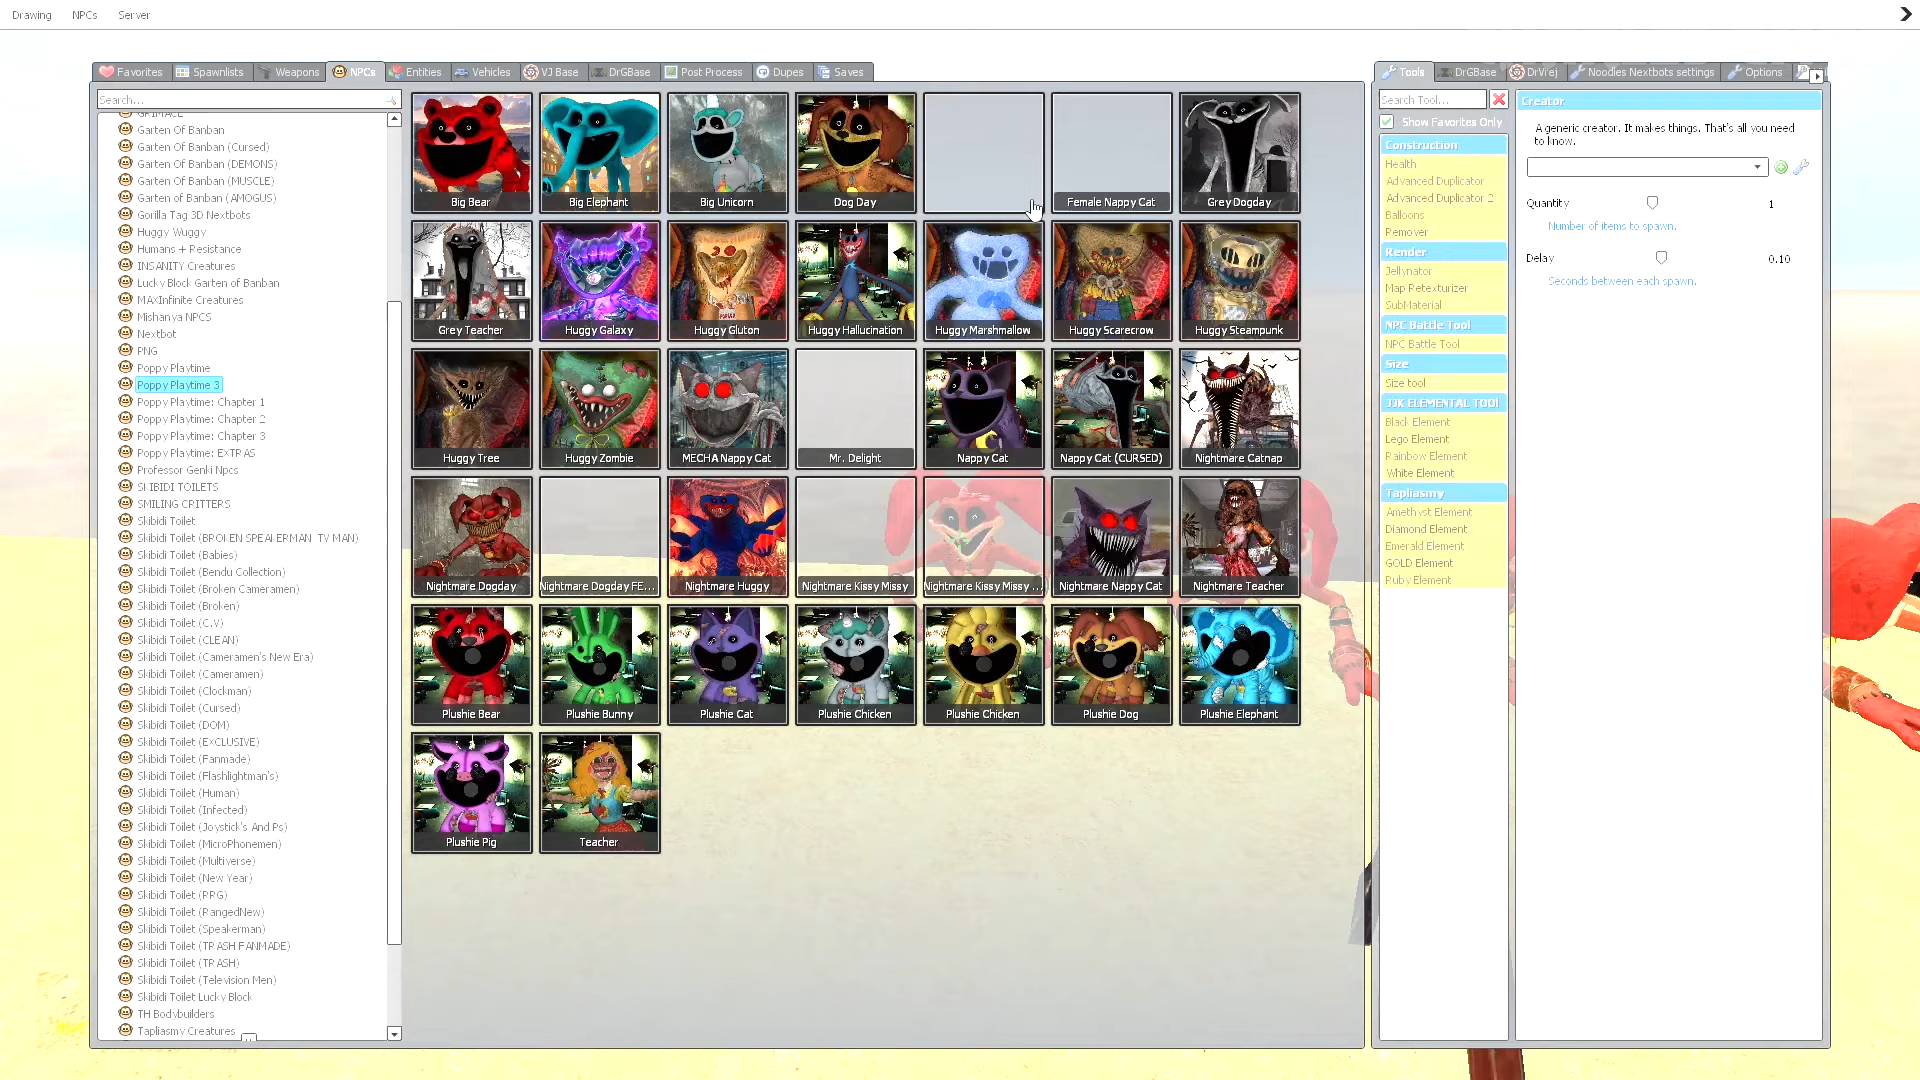 Drawing NPCs Server
Favorites Spawnlists Weapons NPCs Entities Vehicles VJ Base DrGBase Post Process Dupes Saves
Search...
GRIMACE
Garten Of Banban
Garten Of Banban (Cursed)
Garten Of Banban (DEMONS)
Garten Of Banban (MUSCLE)
Garten of Banban (AMOGUS)
Gorilla Tag 3D Nextbots
Huggy Wuggy
Humans + Resistance
INSANITY Creatures
Lucky Block Garten of Banban
MAXInfinite Creatures
Mishanya NPCS
Nextbot
PNG
Poppy Playtime
Poppy Playtime 3
Poppy Playtime: Chapter 1
Poppy Playtime: Chapter 2
Poppy Playtime: Chapter 3
Poppy Playtime: EXTRAS
Professor Genki Npcs
SKIBIDI TOILETS
SMILING CRITTERS
Skibidi Toilet
Skibidi Toilet (BROKEN SPEAKERMAN TV MAN)
Skibidi Toilet (Babies)
Skibidi Toilet (Bendu Collection)
Skibidi Toilet (Broken Cameramen)
Skibidi Toilet (Broken)
Skibidi Toilet (C.V)
Skibidi Toilet (CLEAN)
Skibidi Toilet (Cameramen's New Era)
Skibidi Toilet (Cameramen)
Skibidi Toilet (Clockman)
Skibidi Toilet (Cursed)
Skibidi Toilet (DOM)
Skibidi Toilet (EXCLUSIVE)
Skibidi Toilet (Fanmade)
Skibidi Toilet (Flashlightman's)
Skibidi Toilet (Human)
Skibidi Toilet (Infected)
Skibidi Toilet (Joystick's And Ps)
Skibidi Toilet (MicroPhonemen)
Skibidi Toilet (Multiverse)
Skibidi Toilet (New Year)
Skibidi Toilet (RRG)
Skibidi Toilet (RangedNew)
Skibidi Toilet (Speakerman)
Skibidi Toilet (TRASH FANMADE)
Skibidi Toilet (TRASH)
Skibidi Toilet (Television Men)
Skibidi Toilet Lucky Block
TH Bodybuilders
Tapliasmy Creatures
Big Bear Big Elephant Big Unicorn Dog Day Female Nappy Cat Grey Dogday
Grey Teacher Huggy Galaxy Huggy Gluton Huggy Hallucination Huggy Marshmallow Huggy Scarecrow Huggy Steampunk
Huggy Tree Huggy Zombie MECHA Nappy Cat Mr. Delight Nappy Cat Nappy Cat (CURSED) Nightmare Catnap
Nightmare Dogday Nightmare Dogday FE... Nightmare Huggy Nightmare Kissy Missy Nightmare Kissy Missy ... Nightmare Nappy Cat Nightmare Teacher
Plushie Bear Plushie Bunny Plushie Cat Plushie Chicken Plushie Chicken Plushie Dog Plushie Elephant
Plushie Pig Teacher
Tools DrGBase DrVrej Noodles Nextbots settings Options
Search Tool...
Show Favorites Only
Construction
Health
Advanced Duplicator
Advanced Duplicator 2
Balloons
Remover
Render
Jellynator
Map Retexturizer
SubMaterial
NPC Battle Tool
NPC Battle Tool
Size
Size tool
JJK ELEMENTAL TOOl
Black Element
Lego Element
Rainbow Element
White Element
Tapliasmy
Amethyst Element
Diamond Element
Emerald Element
GOLD Element
Ruby Element
Creator
A generic creator. It makes things. That's all you need
to know.
Quantity 1
Number of items to spawn.
Delay 0.10
Seconds between each spawn.